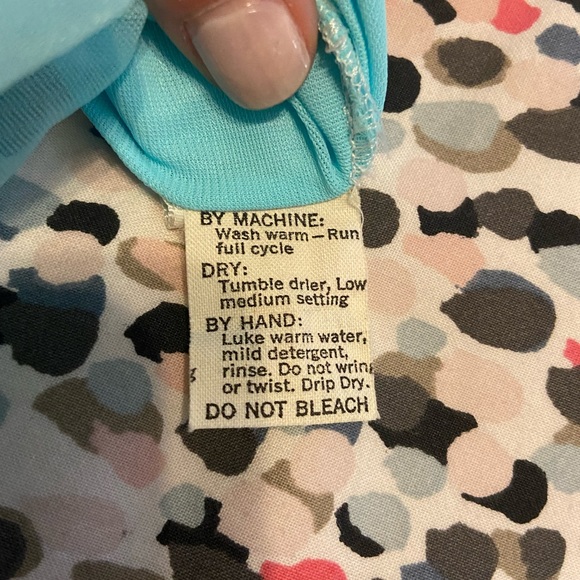 BY MACHINE:
Wash warm — Run
full cycle
DRY:
Tumble drier, Low
medium setting
BY HAND:
Luke warm water,
mild detergent,
rinse. Do not wring
or twist. Drip Dry.
DO NOT BLEACH